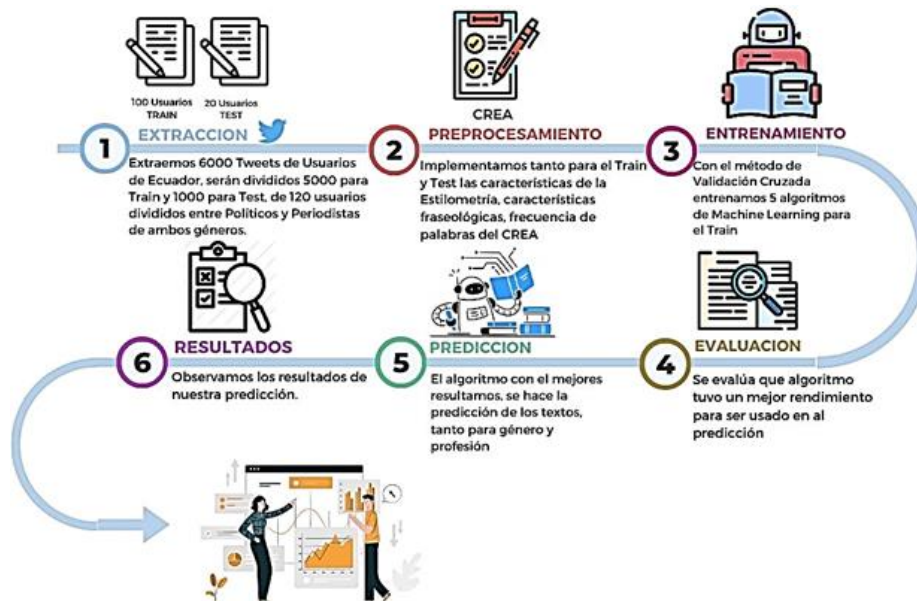 100 Usuarios
TRAIN
20 Usuarios
TEST
1
EXTRACCION
Extraemos 6000 Tweets de Usuarios
de Ecuador, serán divididos 5000 para
Train y 1000 para Test, de 120 usuarios
divididos entre Políticos y Periodistas
de ambos géneros.
CREA
2
PREPROCESAMIENTO
Implementamos tanto para el Train
y Test las características de la
Estilometría, características
fraseológicas, frecuencia de
palabras del CREA
3
ENTRENAMIENTO
Con el método de
Validación Cruzada
entrenamos 5 algoritmos
de Machine Learning para
el Train
4
EVALUACION
Se evalúa que algoritmo
tuvo un mejor rendimiento
para ser usado en al
predicción
5
PREDICCION
El algoritmo con el mejores
resultamos, se hace la
predicción de los textos,
tanto para género y
profesión
6
RESULTADOS
Observamos los resultados de
nuestra predicción.